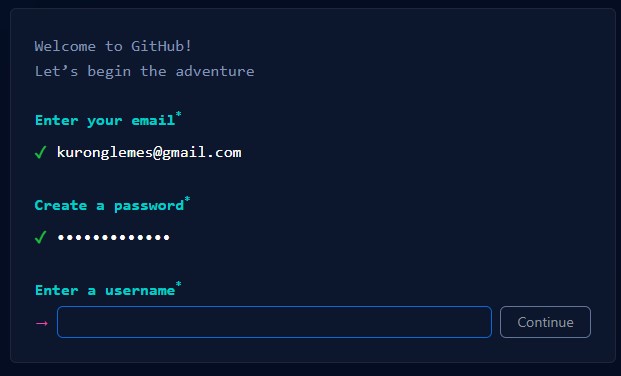 Welcome to GitHub!
Let’s begin the adventure
Enter your email*
✓ kuronglemes@gmail.com
Create a password*
✓ •••••••••••••
Enter a username*
→ Continue